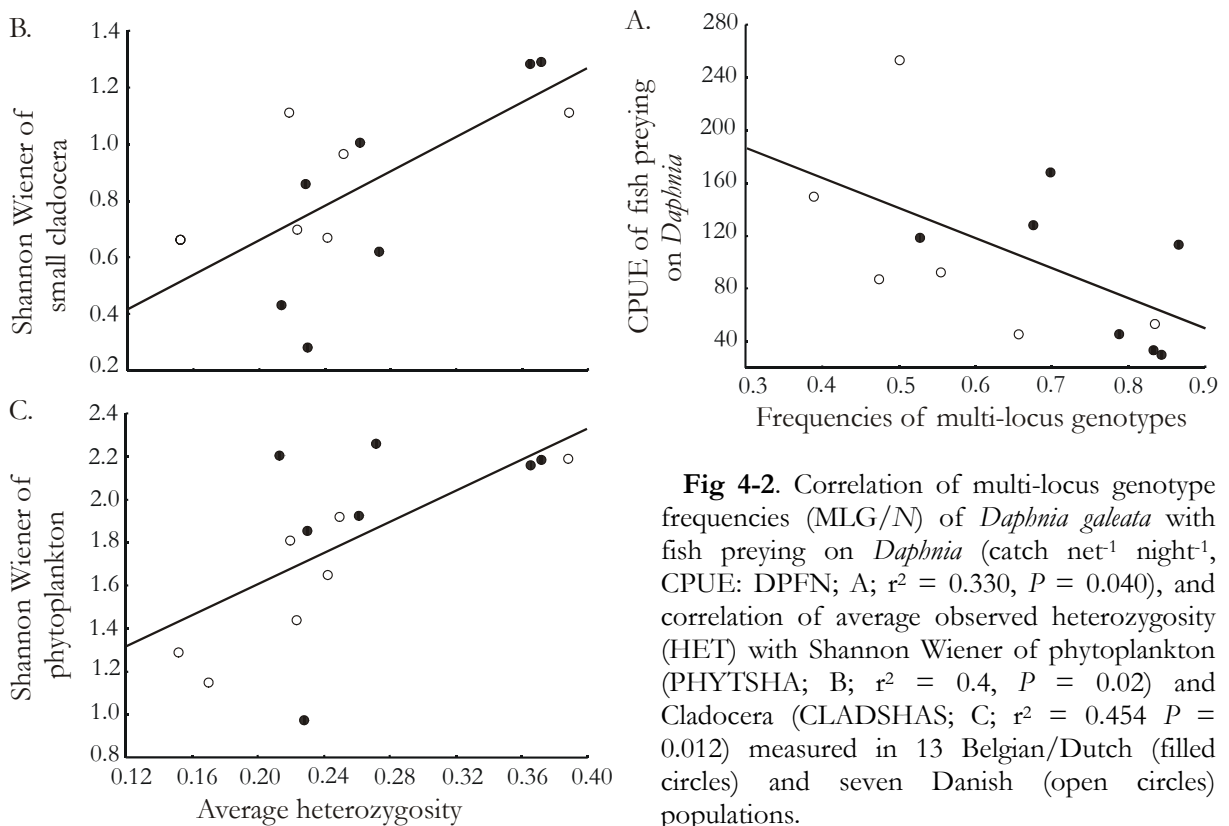 B.
1.4
1.2
1.0
0.8
0.6
0.4
0.2
Shannon Wiener of
small cladocera
A.
280
240
200
160
120
80
40
CPUE of fish preying
on Daphnia
0.3 0.4 0.5 0.6 0.7 0.8 0.9
Frequencies of multi-locus genotypes
C.
2.4
2.2
2.0
1.8
1.6
1.4
1.2
1.0
0.8
Shannon Wiener of
phytoplankton
0.12 0.16 0.20 0.24 0.28 0.32 0.36 0.40
Average heterozygosity
Fig 4-2. Correlation of multi-locus genotype
frequencies (MLG/N) of Daphnia galeata with
fish preying on Daphnia (catch net-1 night-1,
CPUE: DPFN; A; r2 = 0.330, P = 0.040), and
correlation of average observed heterozygosity
(HET) with Shannon Wiener of phytoplankton
(PHYTSHA; B; r2 = 0.4, P = 0.02) and
Cladocera (CLADSHAS; C; r2 = 0.454 P =
0.012) measured in 13 Belgian/Dutch (filled
circles) and seven Danish (open circles)
populations.